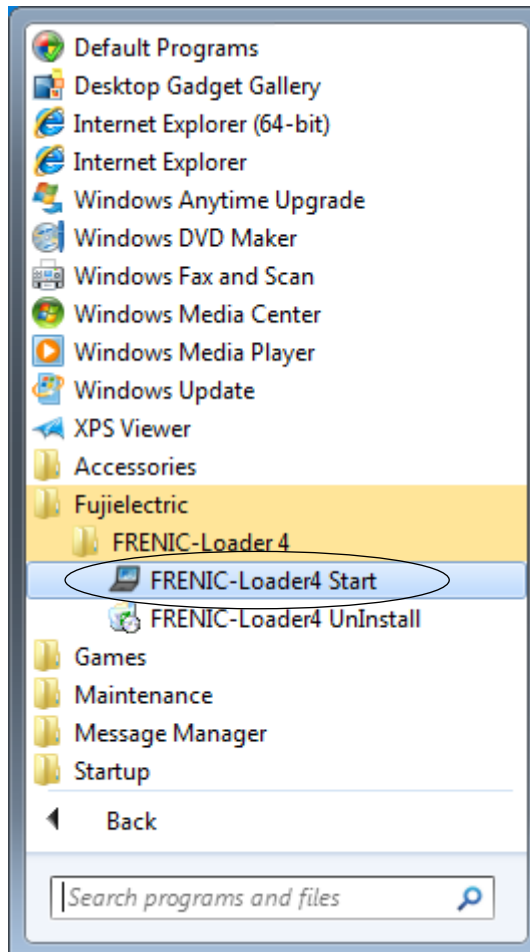 Default Programs
Desktop Gadget Gallery
Internet Explorer (64-bit)
Internet Explorer
Windows Anytime Upgrade
Windows DVD Maker
Windows Fax and Scan
Windows Media Center
Windows Media Player
Windows Update
XPS Viewer
Accessories
Fujielectric
FRENIC-Loader 4
FRENIC-Loader4 Start
FRENIC-Loader4 UnInstall
Games
Maintenance
Message Manager
Startup
Back
Search programs and files